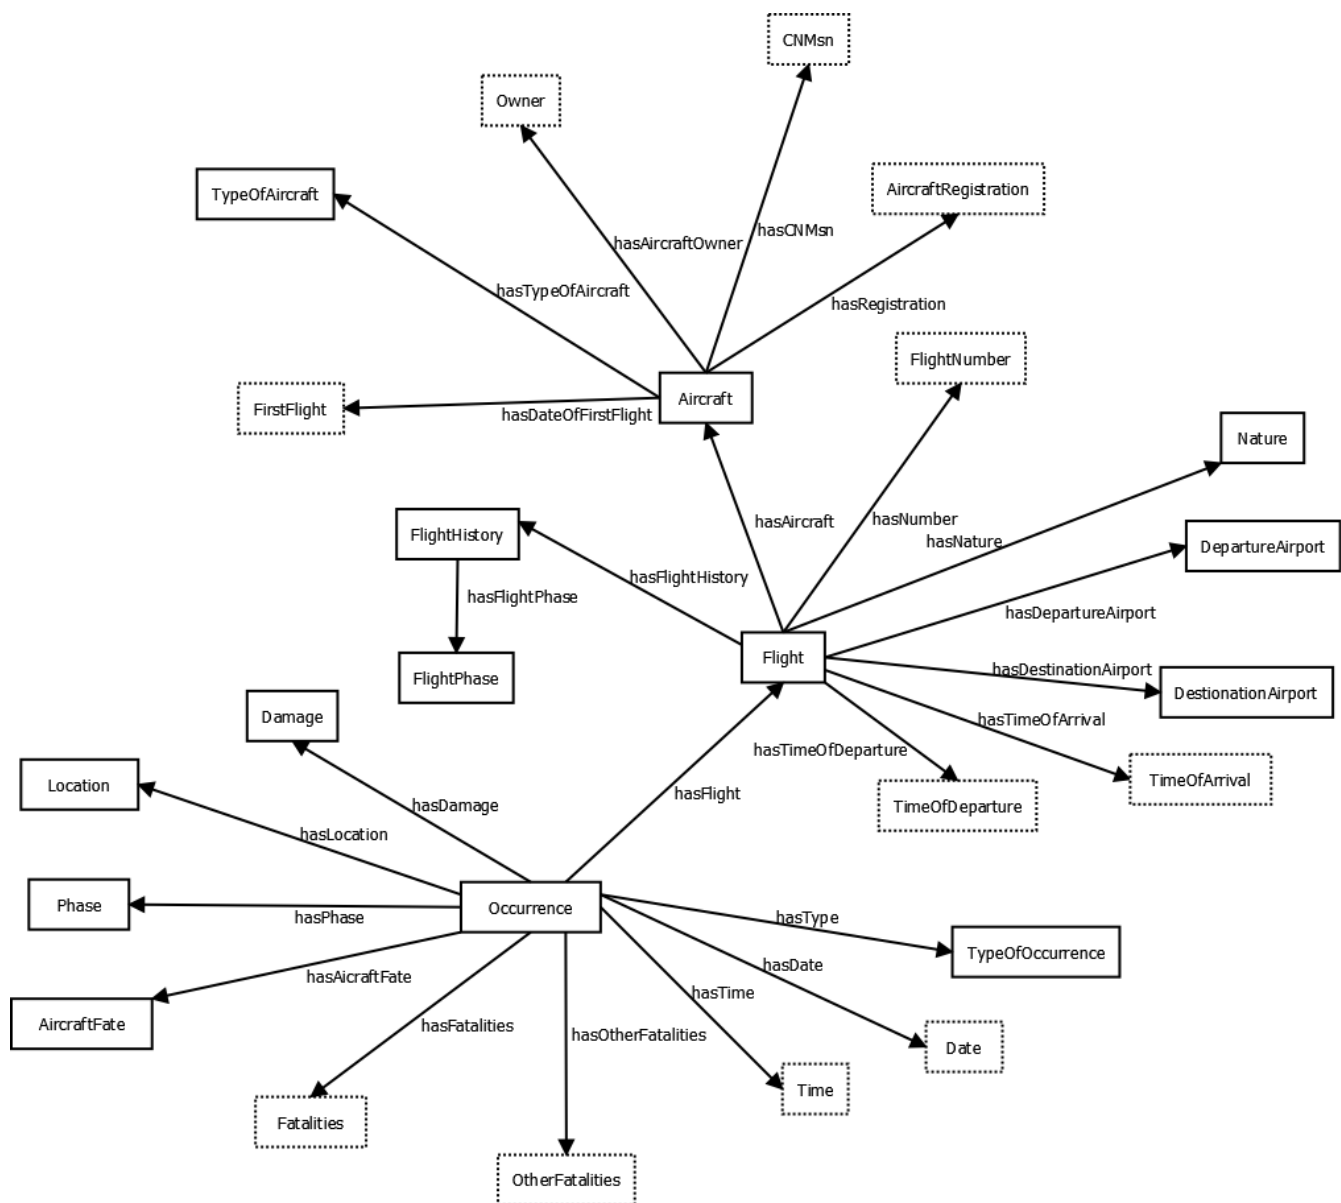 CNMsn
Owner
TypeOfAircraft
AircraftRegistration
hasAircraftOwner
hasCNMsn
hasTypeOfAircraft
hasRegistration
FlightNumber
FirstFlight
hasDateOfFirstFlight
Aircraft
Nature
FlightHistory
hasAircraft
hasNumber
hasNature
DepartureAirport
hasFlightHistory
hasFlightPhase
hasDepartureAirport
FlightPhase
Flight
hasDestinationAirport
DestionationAirport
Damage
hasTimeOfArrival
hasTimeOfDeparture
Location
hasFlight
TimeOfArrival
hasDamage
TimeOfDeparture
hasLocation
Phase
hasPhase
Occurrence
hasType
TypeOfOccurrence
hasDate
hasAicraftFate
hasTime
AircraftFate
hasFatalities
hasOtherFatalities
Date
Time
Fatalities
OtherFatalities